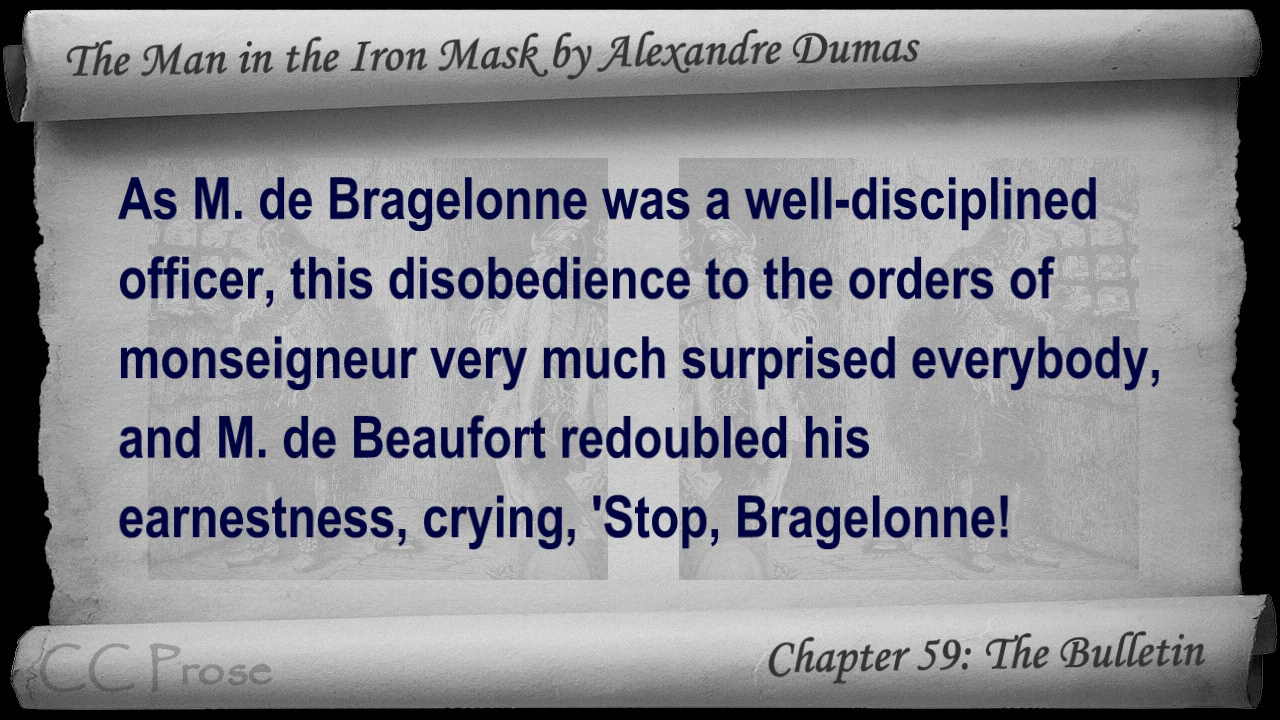 The Man in the Iron Mask by Alexandre Dumas
As M. de Bragelonne was a well-disciplined
officer, this disobedience to the orders of
monseigneur very much surprised everybody,
and M. de Beaufort redoubled his
earnestness, crying, 'Stop, Bragelonne!
CC Prose
Chapter 59: The Bulletin